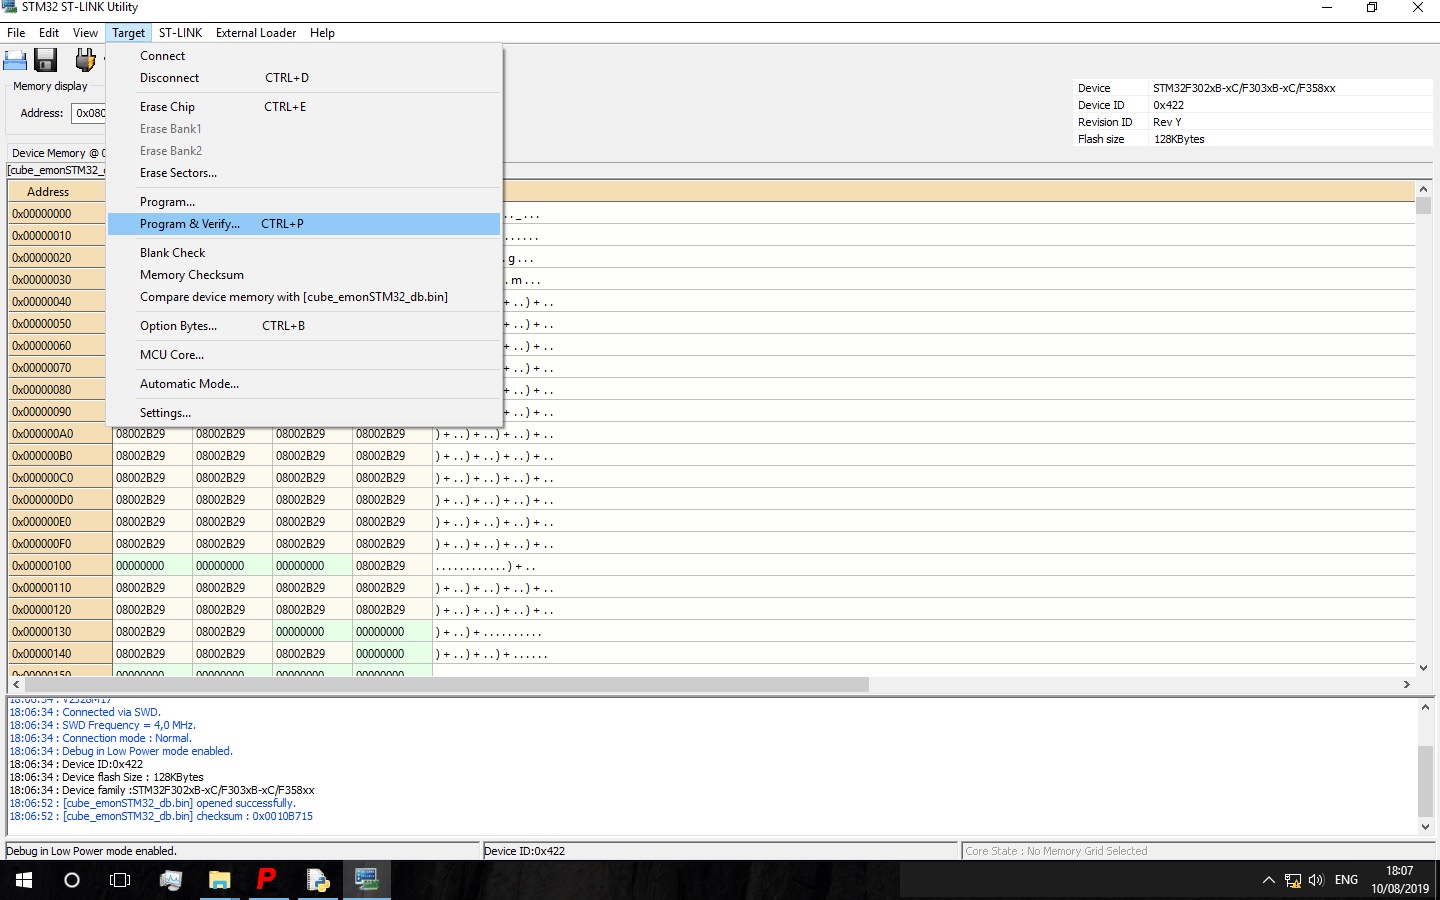 STM32 ST-LINK Utility
File Edit View Target ST-LINK External Loader Help
Memory display
Address: 0x080
Connect
Disconnect CTRL+D
Erase Chip CTRL+E
Erase Bank1
Erase Bank2
Erase Sectors...
Program...
Program & Verify... CTRL+P
Blank Check
Memory Checksum
Compare device memory with [cube_emonSTM32_db.bin]
Option Bytes... CTRL+B
MCU Core...
Automatic Mode...
Settings...
Device STM32F302xB-xC/F303xB-xC/F358xx
Device ID 0x422
Revision ID Rev Y
Flash size 128KBytes
Device Memory @ 0
[cube_emonSTM32_d
Address
0x00000000 .._...
0x00000010 ......
0x00000020 .g...
0x00000030 .m...
0x00000040 +..)+..
0x00000050 +..)+..
0x00000060 +..)+..
0x00000070 +..)+..
0x00000080 +..)+..
0x00000090 +..)+..
0x000000A0 08002B29 08002B29 08002B29 08002B29 )+..)+..)+..)+..
0x000000B0 08002B29 08002B29 08002B29 08002B29 )+..)+..)+..)+..
0x000000C0 08002B29 08002B29 08002B29 08002B29 )+..)+..)+..)+..
0x000000D0 08002B29 08002B29 08002B29 08002B29 )+..)+..)+..)+..
0x000000E0 08002B29 08002B29 08002B29 08002B29 )+..)+..)+..)+..
0x000000F0 08002B29 08002B29 08002B29 08002B29 )+..)+..)+..)+..
0x00000100 00000000 00000000 00000000 08002B29 ............)+..
0x00000110 08002B29 08002B29 08002B29 08002B29 )+..)+..)+..)+..
0x00000120 08002B29 08002B29 08002B29 08002B29 )+..)+..)+..)+..
0x00000130 08002B29 08002B29 00000000 00000000 )+..)+..........
0x00000140 08002B29 08002B29 08002B29 00000000 )+..)+..)+......
0x00000150 00000000 00000000 00000000 00000000
18:06:34 : V2J28M17
18:06:34 : Connected via SWD.
18:06:34 : SWD Frequency = 4,0 MHz.
18:06:34 : Connection mode : Normal.
18:06:34 : Debug in Low Power mode enabled.
18:06:34 : Device ID:0x422
18:06:34 : Device flash Size : 128KBytes
18:06:34 : Device family :STM32F302xB-xC/F303xB-xC/F358xx
18:06:52 : [cube_emonSTM32_db.bin] opened successfully.
18:06:52 : [cube_emonSTM32_db.bin] checksum : 0x0010B715
Debug in Low Power mode enabled. Device ID:0x422 Core State : No Memory Grid Selected
P
ENG
18:07
10/08/2019